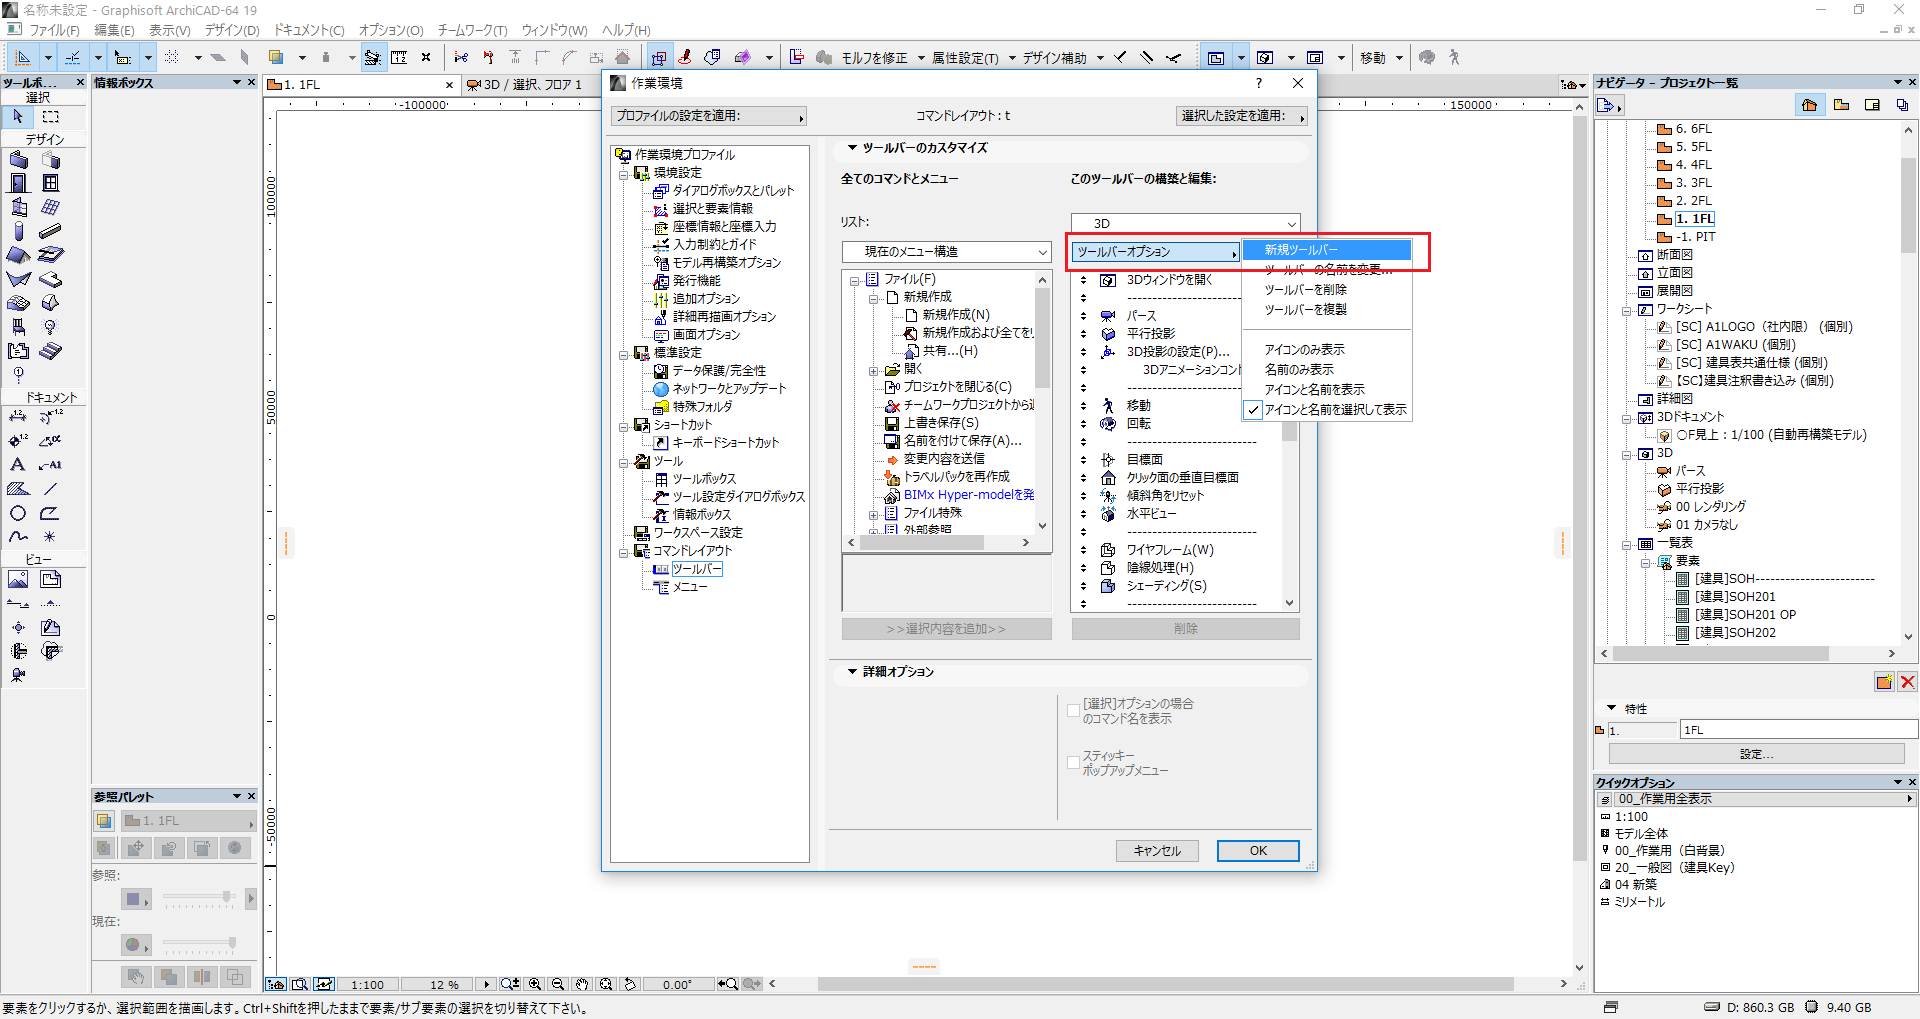 名称未設定 - Graphisoft ArchiCAD-64 19
ファイル(F) 編集(E) 表示(V) デザイン(D) ドキュメント(C) オプション(O) チームワーク(T) ウィンドウ(W) ヘルプ(H)
モルフを修正 属性設定(T) デザイン補助 移動
ツールボ...
選択
デザイン
ドキュメント
ビュー
情報ボックス
1. 1FL
3D / 選択、フロア 1
-100000
150000
100000
50000
0
-50000
作業環境
プロファイルの設定を適用:
コマンドレイアウト : t
選択した設定を適用:
作業環境プロファイル
環境設定
ダイアログボックスとパレット
選択と要素情報
座標情報と座標入力
入力制約とガイド
モデル再構築オプション
発行機能
追加オプション
詳細再描画オプション
画面オプション
標準設定
データ保護/完全性
ネットワークとアップデート
特殊フォルダ
ショートカット
キーボードショートカット
ツール
ツールボックス
ツール設定ダイアログボックス
情報ボックス
ワークスペース設定
コマンドレイアウト
ツールバー
メニュー
ツールバーのカスタマイズ
全てのコマンドとメニュー
リスト:
現在のメニュー構造
ファイル(F)
新規作成
新規作成(N)
新規作成および全てをリ
共有...(H)
開く
プロジェクトを閉じる(C)
チームワークプロジェクトから退
上書き保存(S)
名前を付けて保存(A)...
変更内容を送信
トラベルパックを再作成
BIMx Hyper-modelを発
ファイル特殊
外部参照
>>選択内容を追加>>
このツールバーの構築と編集:
3D
ツールバーオプション
3Dウィンドウを開く
--------------------------
パース
平行投影
3D投影の設定(P)...
3Dアニメーションコント
--------------------------
移動
回転
--------------------------
目標面
クリック面の垂直目標面
傾斜角をリセット
水平ビュー
--------------------------
ワイヤフレーム(W)
陰線処理(H)
シェーディング(S)
--------------------------
削除
新規ツールバー
ツールバーの名前を変更...
ツールバーを削除
ツールバーを複製
アイコンのみ表示
名前のみ表示
アイコンと名前を表示
アイコンと名前を選択して表示
詳細オプション
[選択]オプションの場合
のコマンド名を表示
スティッキー
ポップアップメニュー
キャンセル
OK
ナビゲータ - プロジェクト一覧
6. 6FL
5. 5FL
4. 4FL
3. 3FL
2. 2FL
1. 1FL
-1. PIT
断面図
立面図
展開図
ワークシート
[SC] A1LOGO（社内限） (個別)
[SC] A1WAKU (個別)
[SC] 建具表共通仕様 (個別)
【SC】建具注釈書き込み (個別)
詳細図
3Dドキュメント
○F見上：1/100 (自動再構築モデル)
3D
パース
平行投影
00 レンダリング
01 カメラなし
一覧表
要素
[建具]SOH------------------------
[建具]SOH201
[建具]SOH201 OP
[建具]SOH202
特性
1.
1FL
設定...
クイックオプション
00_作業用全表示
1:100
モデル全体
00_作業用（白背景）
20_一般図（建具Key）
04 新築
ミリメートル
参照パレット
1. 1FL
参照:
現在:
1:100
12 %
0.00°
要素をクリックするか、選択範囲を描画します。Ctrl+Shiftを押したままで要素/サブ要素の選択を切り替えて下さい。
D: 860.3 GB
9.40 GB